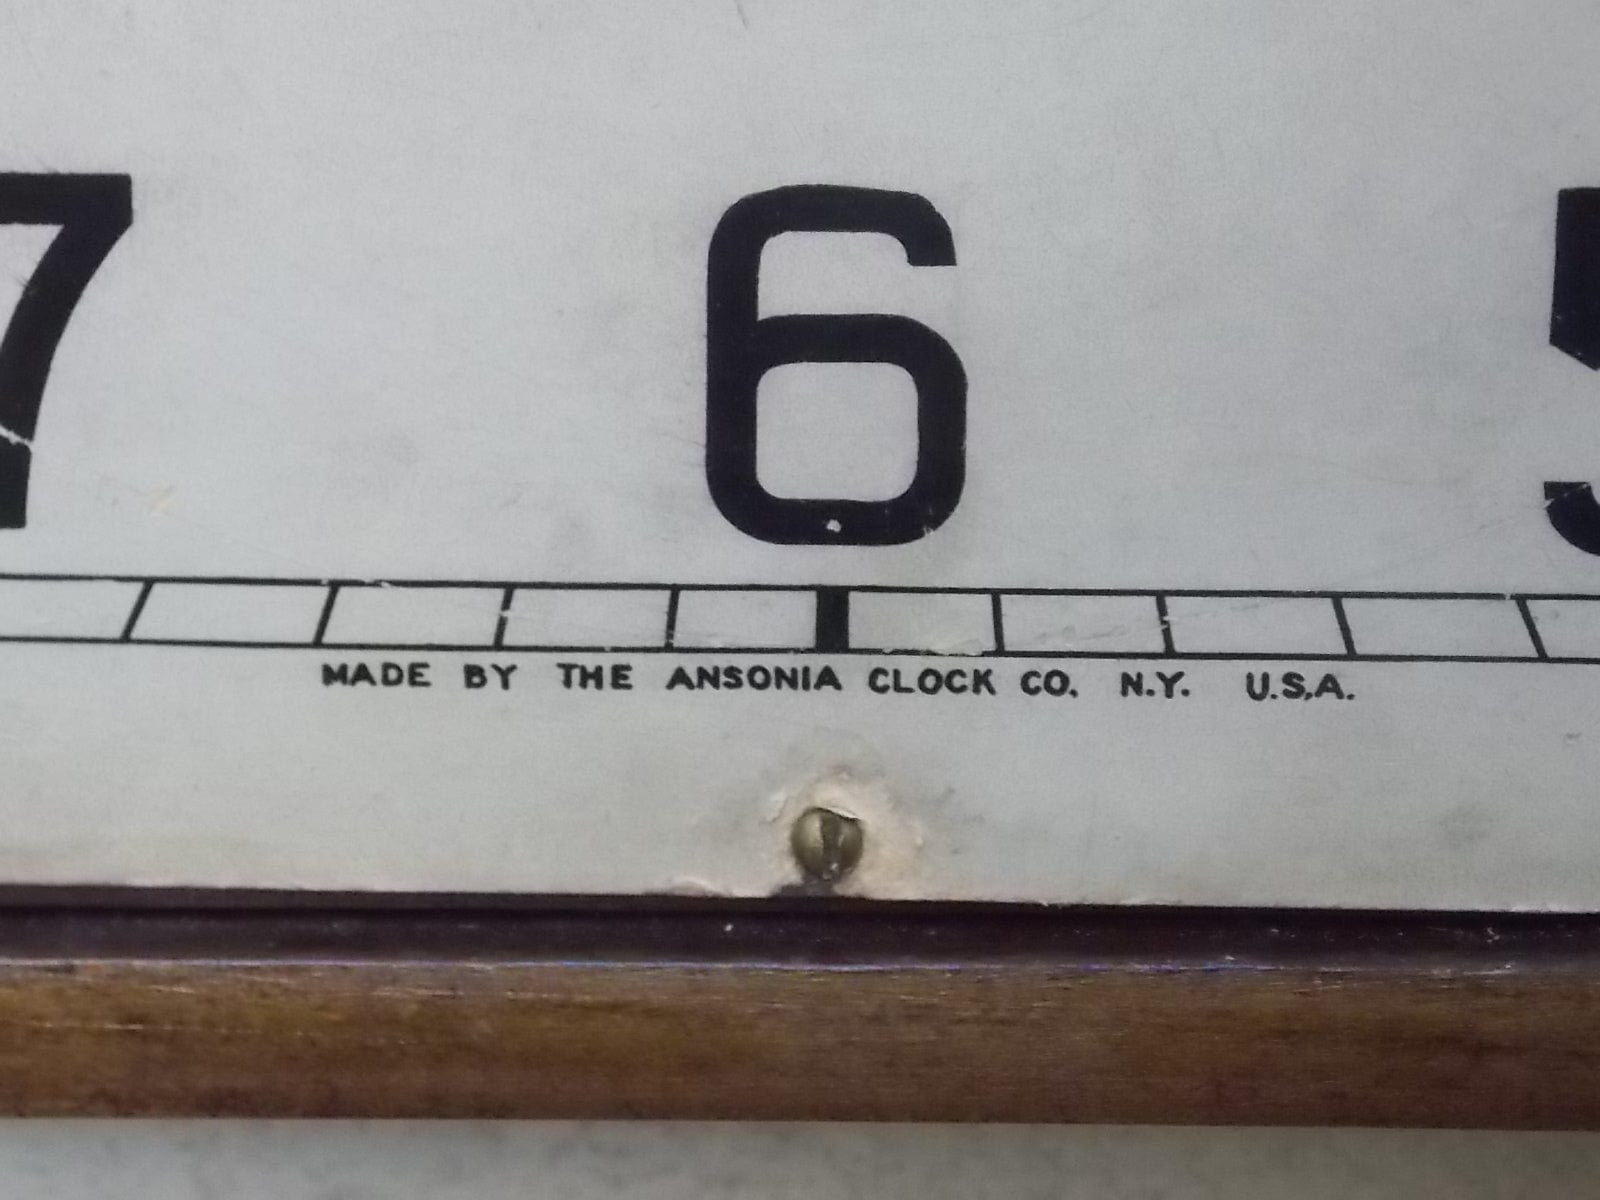 7 6 5
MADE BY THE ANSONIA CLOCK CO. N.Y. U.S.A.